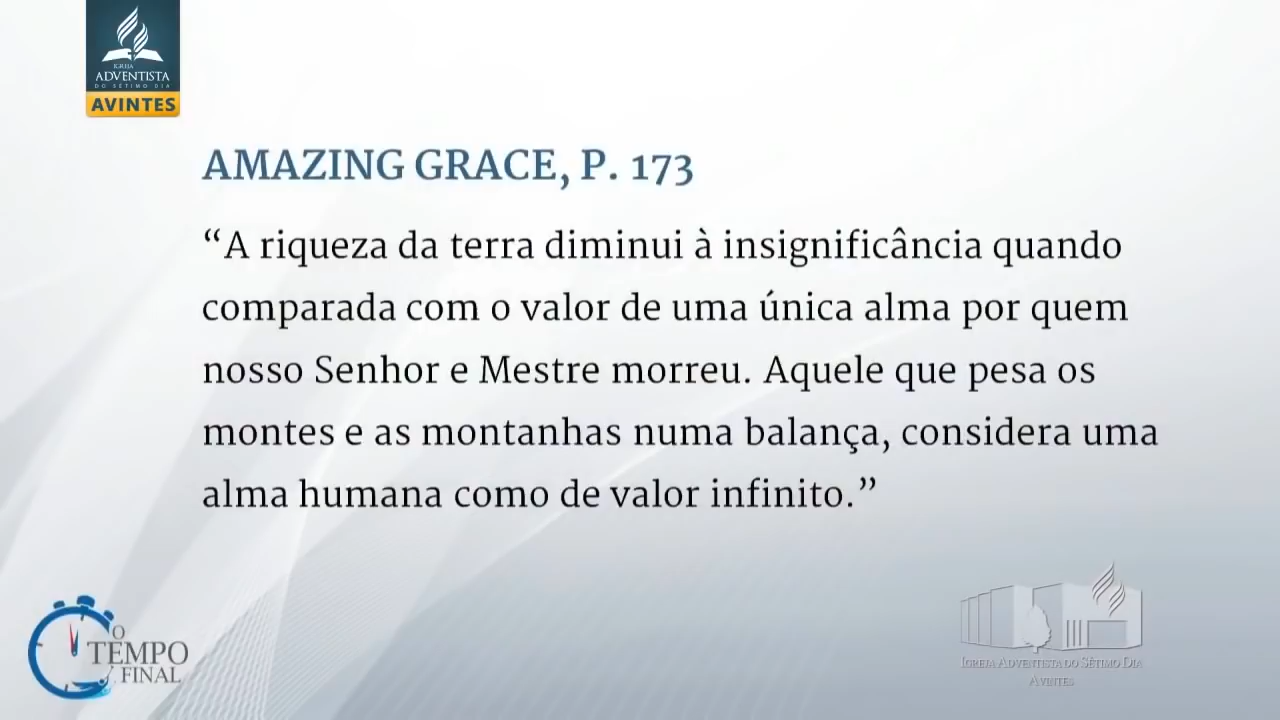 IGREJA
ADVENTISTA
DO SÉTIMO DIA
AVINTES
AMAZING GRACE, P. 173
“A riqueza da terra diminui à insignificância quando
comparada com o valor de uma única alma por quem
nosso Senhor e Mestre morreu. Aquele que pesa os
montes e as montanhas numa balança, considera uma
alma humana como de valor infinito.”
O
TEMPO
FINAL
IGREJA ADVENTISTA DO SÉTIMO DIA
AVINTES